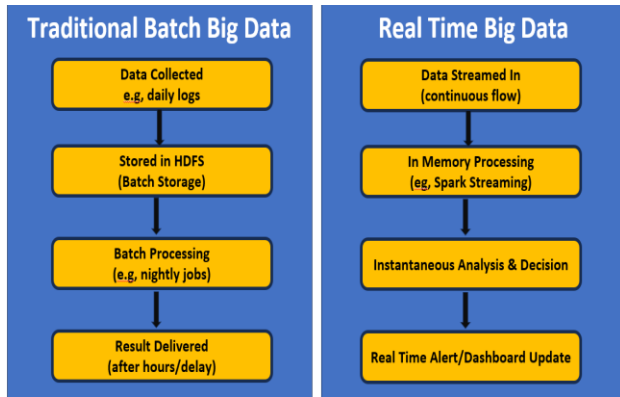 Traditional Batch Big Data
Data Collected
e.g, daily logs
Stored in HDFS
(Batch Storage)
Batch Processing
(e.g, nightly jobs)
Result Delivered
(after hours/delay)
Real Time Big Data
Data Streamed In
(continuous flow)
In Memory Processing
(eg, Spark Streaming)
Instantaneous Analysis & Decision
Real Time Alert/Dashboard Update